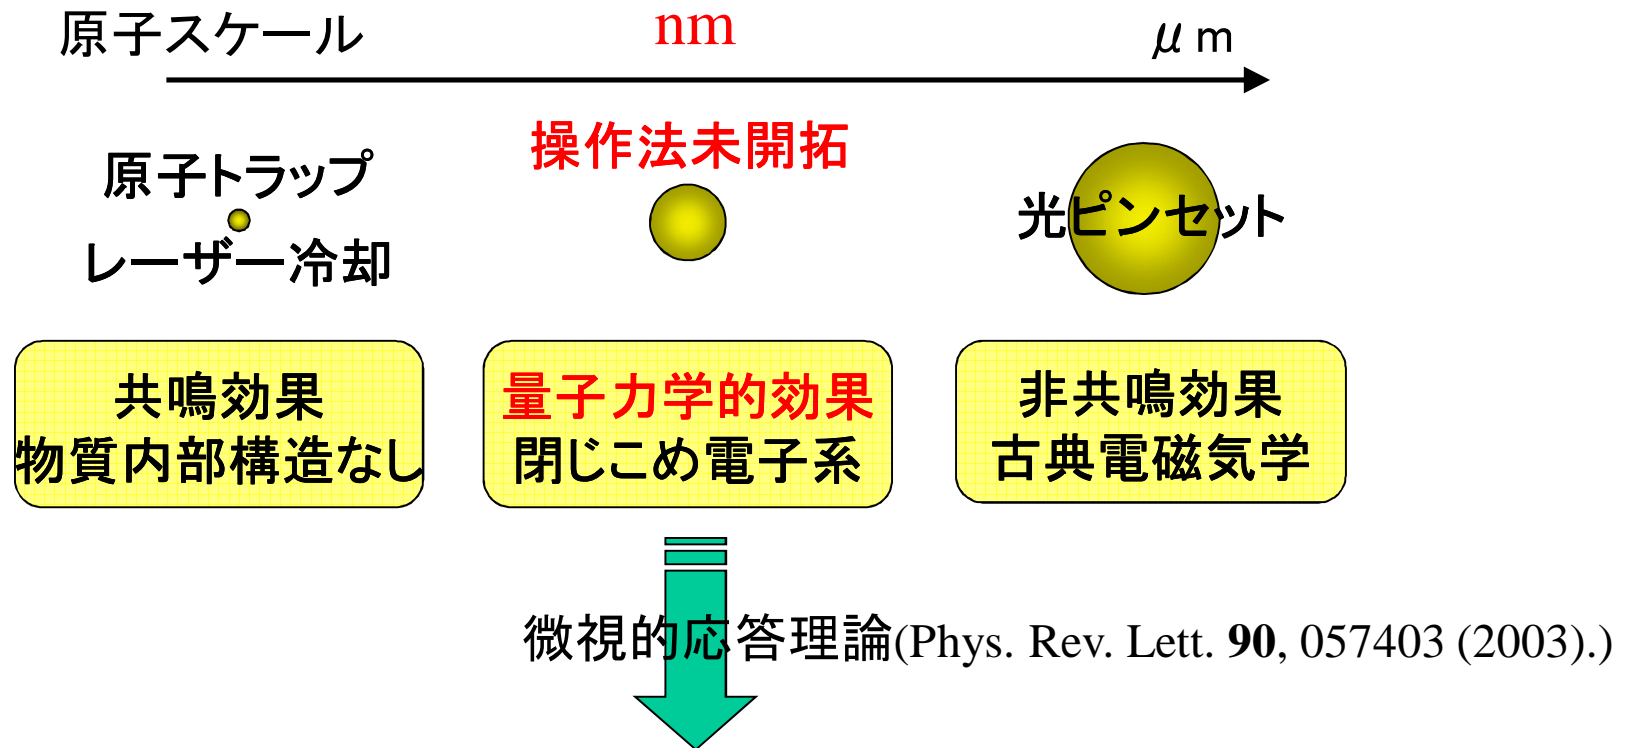 原子スケール
nm
μm
操作法未開拓
原子トラップ
レーザー冷却
光ピンセット
共鳴効果
物質内部構造なし
量子力学的効果
閉じこめ電子系
非共鳴効果
古典電磁気学
微視的応答理論(Phys. Rev. Lett. 90, 057403 (2003).)